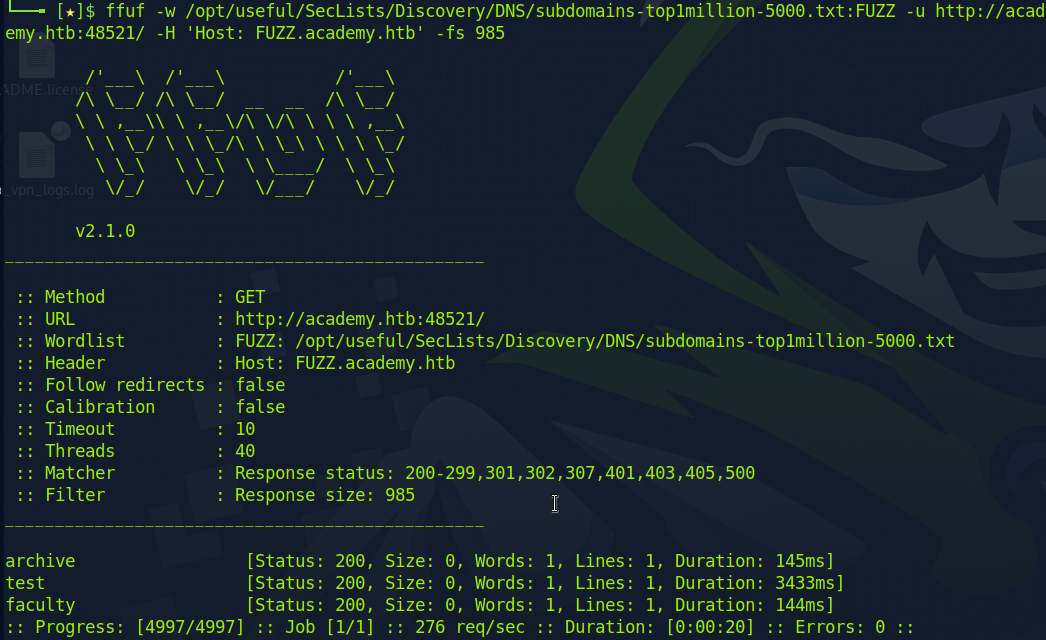 [★]$ ffuf -w /opt/useful/SecLists/Discovery/DNS/subdomains-top1million-5000.txt:FUZZ -u http://acad
emy.htb:48521/ -H 'Host: FUZZ.academy.htb' -fs 985
        /'___\  /'___\           /'___\
       /\ \__/ /\ \__/  __  __  /\ \__/
       \ \ ,__\\ \ ,__\/\ \/\ \ \ \ ,__\
        \ \ \_/ \ \ \_/\ \ \_\ \ \ \ \_/
         \ \_\   \ \_\  \ \____/  \ \_\
          \/_/    \/_/   \/___/    \/_/
ADME.license
_vpn_logs.log
v2.1.0
________________________________________________
:: Method           : GET
:: URL              : http://academy.htb:48521/
:: Wordlist         : FUZZ: /opt/useful/SecLists/Discovery/DNS/subdomains-top1million-5000.txt
:: Header           : Host: FUZZ.academy.htb
:: Follow redirects : false
:: Calibration      : false
:: Timeout          : 10
:: Threads          : 40
:: Matcher          : Response status: 200-299,301,302,307,401,403,405,500
:: Filter           : Response size: 985
________________________________________________
archive                 [Status: 200, Size: 0, Words: 1, Lines: 1, Duration: 145ms]
test                    [Status: 200, Size: 0, Words: 1, Lines: 1, Duration: 3433ms]
faculty                 [Status: 200, Size: 0, Words: 1, Lines: 1, Duration: 144ms]
:: Progress: [4997/4997] :: Job [1/1] :: 276 req/sec :: Duration: [0:00:20] :: Errors: 0 ::